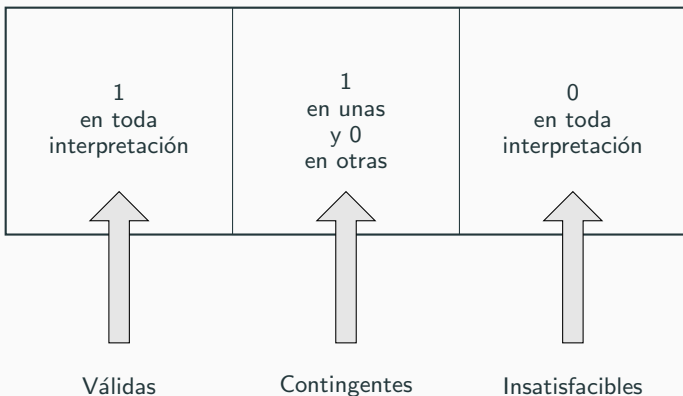 1
en toda
interpretación
1
en unas
y 0
en otras
0
en toda
interpretación
Válidas
Contingentes
Insatisfacibles